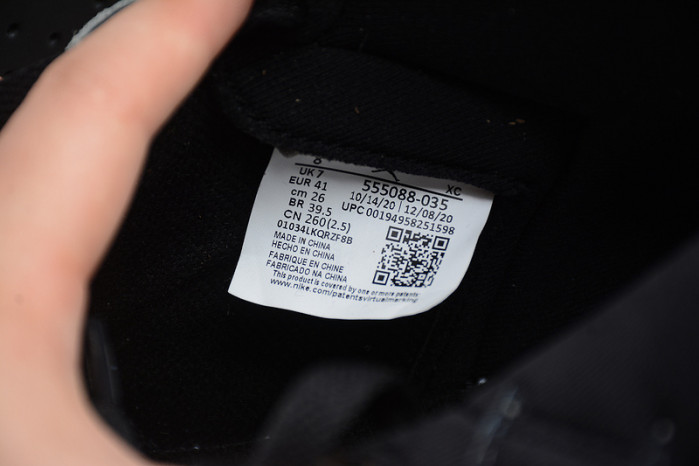 8
UK 7
EUR 41
cm 26
BR 39.5
CN 260(2.5)
XC
555088-035
10/14/20 12/08/20
UPC 00194958251598
01034LKQRZF8B
MADE IN CHINA
HECHO EN CHINA
FABRIQUE EN CHINE
FABRICADO NA CHINA
This product is covered by one or more patents
www.nike.com/patentsvirtualmarking